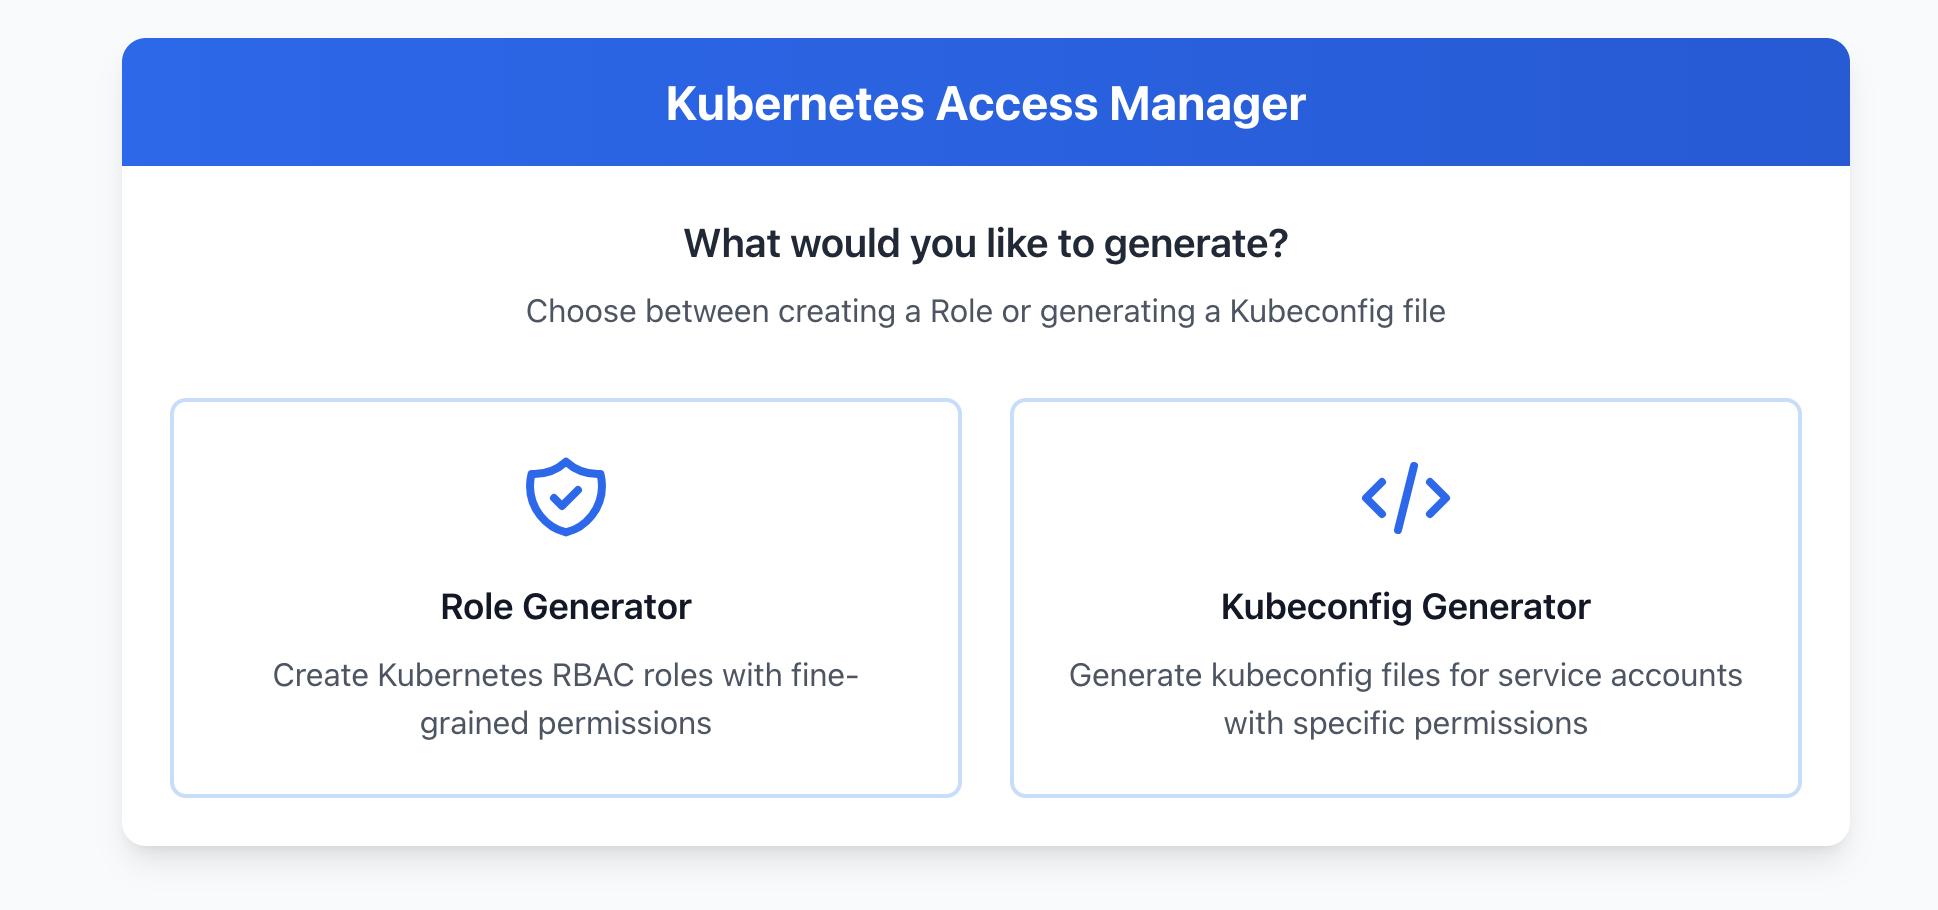 Kubernetes Access Manager
What would you like to generate?
Choose between creating a Role or generating a Kubeconfig file
Role Generator
Create Kubernetes RBAC roles with fine-
grained permissions
Kubeconfig Generator
Generate kubeconfig files for service accounts
with specific permissions